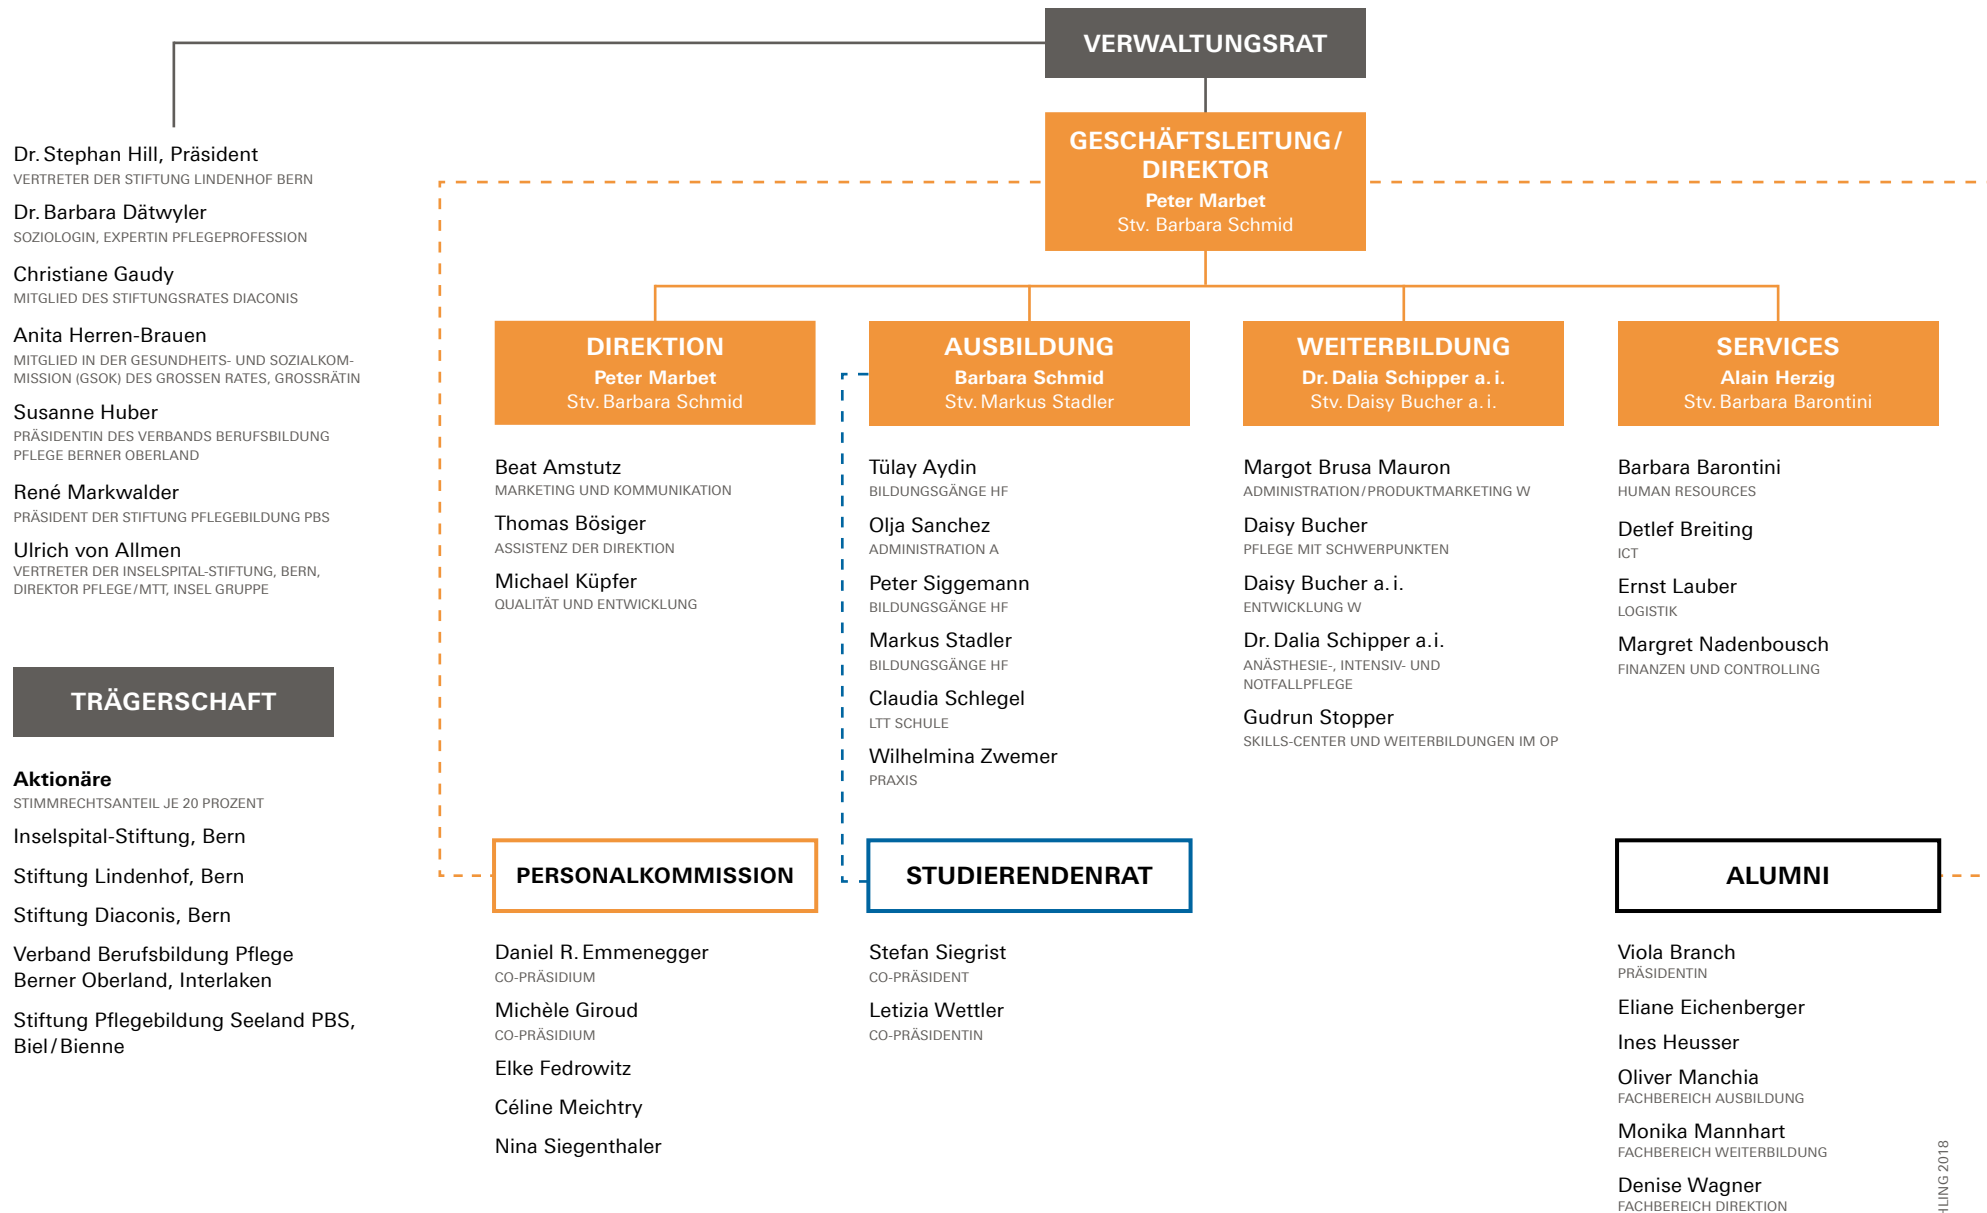 VERWALTUNGSRAT
Dr. Stephan Hill, Präsident
VERTRETER DER STIFTUNG LINDENHOF BERN
Dr. Barbara Dätwyler
SOZIOLOGIN, EXPERTIN PFLEGEPROFESSION
Christiane Gaudy
MITGLIED DES STIFTUNGSRATES DIACONIS
Anita Herren-Brauen
MITGLIED IN DER GESUNDHEITS- UND SOZIALKOM-
MISSION (GSOK) DES GROSSEN RATES, GROSSRÄTIN
Susanne Huber
PRÄSIDENTIN DES VERBANDS BERUFSBILDUNG
PFLEGE BERNER OBERLAND
René Markwalder
PRÄSIDENT DER STIFTUNG PFLEGEBILDUNG PBS
Ulrich von Allmen
VERTRETER DER INSELSPITAL-STIFTUNG, BERN,
DIREKTOR PFLEGE/MTT, INSEL GRUPPE
TRÄGERSCHAFT
Aktionäre
STIMMRECHTSANTEIL JE 20 PROZENT
Inselspital-Stiftung, Bern
Stiftung Lindenhof, Bern
Stiftung Diaconis, Bern
Verband Berufsbildung Pflege
Berner Oberland, Interlaken
Stiftung Pflegebildung Seeland PBS,
Biel/Bienne
GESCHÄFTSLEITUNG/
DIREKTOR
Peter Marbet
Stv. Barbara Schmid
DIREKTION
Peter Marbet
Stv. Barbara Schmid
Beat Amstutz
MARKETING UND KOMMUNIKATION
Thomas Bösiger
ASSISTENZ DER DIREKTION
Michael Küpfer
QUALITÄT UND ENTWICKLUNG
AUSBILDUNG
Barbara Schmid
Stv. Markus Stadler
Tülay Aydin
BILDUNGSGÄNGE HF
Olja Sanchez
ADMINISTRATION A
Peter Siggemann
BILDUNGSGÄNGE HF
Markus Stadler
BILDUNGSGÄNGE HF
Claudia Schlegel
LTT SCHULE
Wilhelmina Zwemer
PRAXIS
WEITERBILDUNG
Dr. Dalia Schipper a. i.
Stv. Daisy Bucher a. i.
Margot Brusa Mauron
ADMINISTRATION/PRODUKTMARKETING W
Daisy Bucher
PFLEGE MIT SCHWERPUNKTEN
Daisy Bucher a. i.
ENTWICKLUNG W
Dr. Dalia Schipper a.i.
ANÄSTHESIE-, INTENSIV- UND
NOTFALLPFLEGE
Gudrun Stopper
SKILLS-CENTER UND WEITERBILDUNGEN IM OP
SERVICES
Alain Herzig
Stv. Barbara Barontini
Barbara Barontini
HUMAN RESOURCES
Detlef Breiting
ICT
Ernst Lauber
LOGISTIK
Margret Nadenbousch
FINANZEN UND CONTROLLING
PERSONALKOMMISSION
Daniel R. Emmenegger
CO-PRÄSIDIUM
Michèle Giroud
CO-PRÄSIDIUM
Elke Fedrowitz
Céline Meichtry
Nina Siegenthaler
STUDIERENDENRAT
Stefan Siegrist
CO-PRÄSIDENT
Letizia Wettler
CO-PRÄSIDENTIN
ALUMNI
Viola Branch
PRÄSIDENTIN
Eliane Eichenberger
Ines Heusser
Oliver Manchia
FACHBEREICH AUSBILDUNG
Monika Mannhart
FACHBEREICH WEITERBILDUNG
Denise Wagner
FACHBEREICH DIREKTION
2018